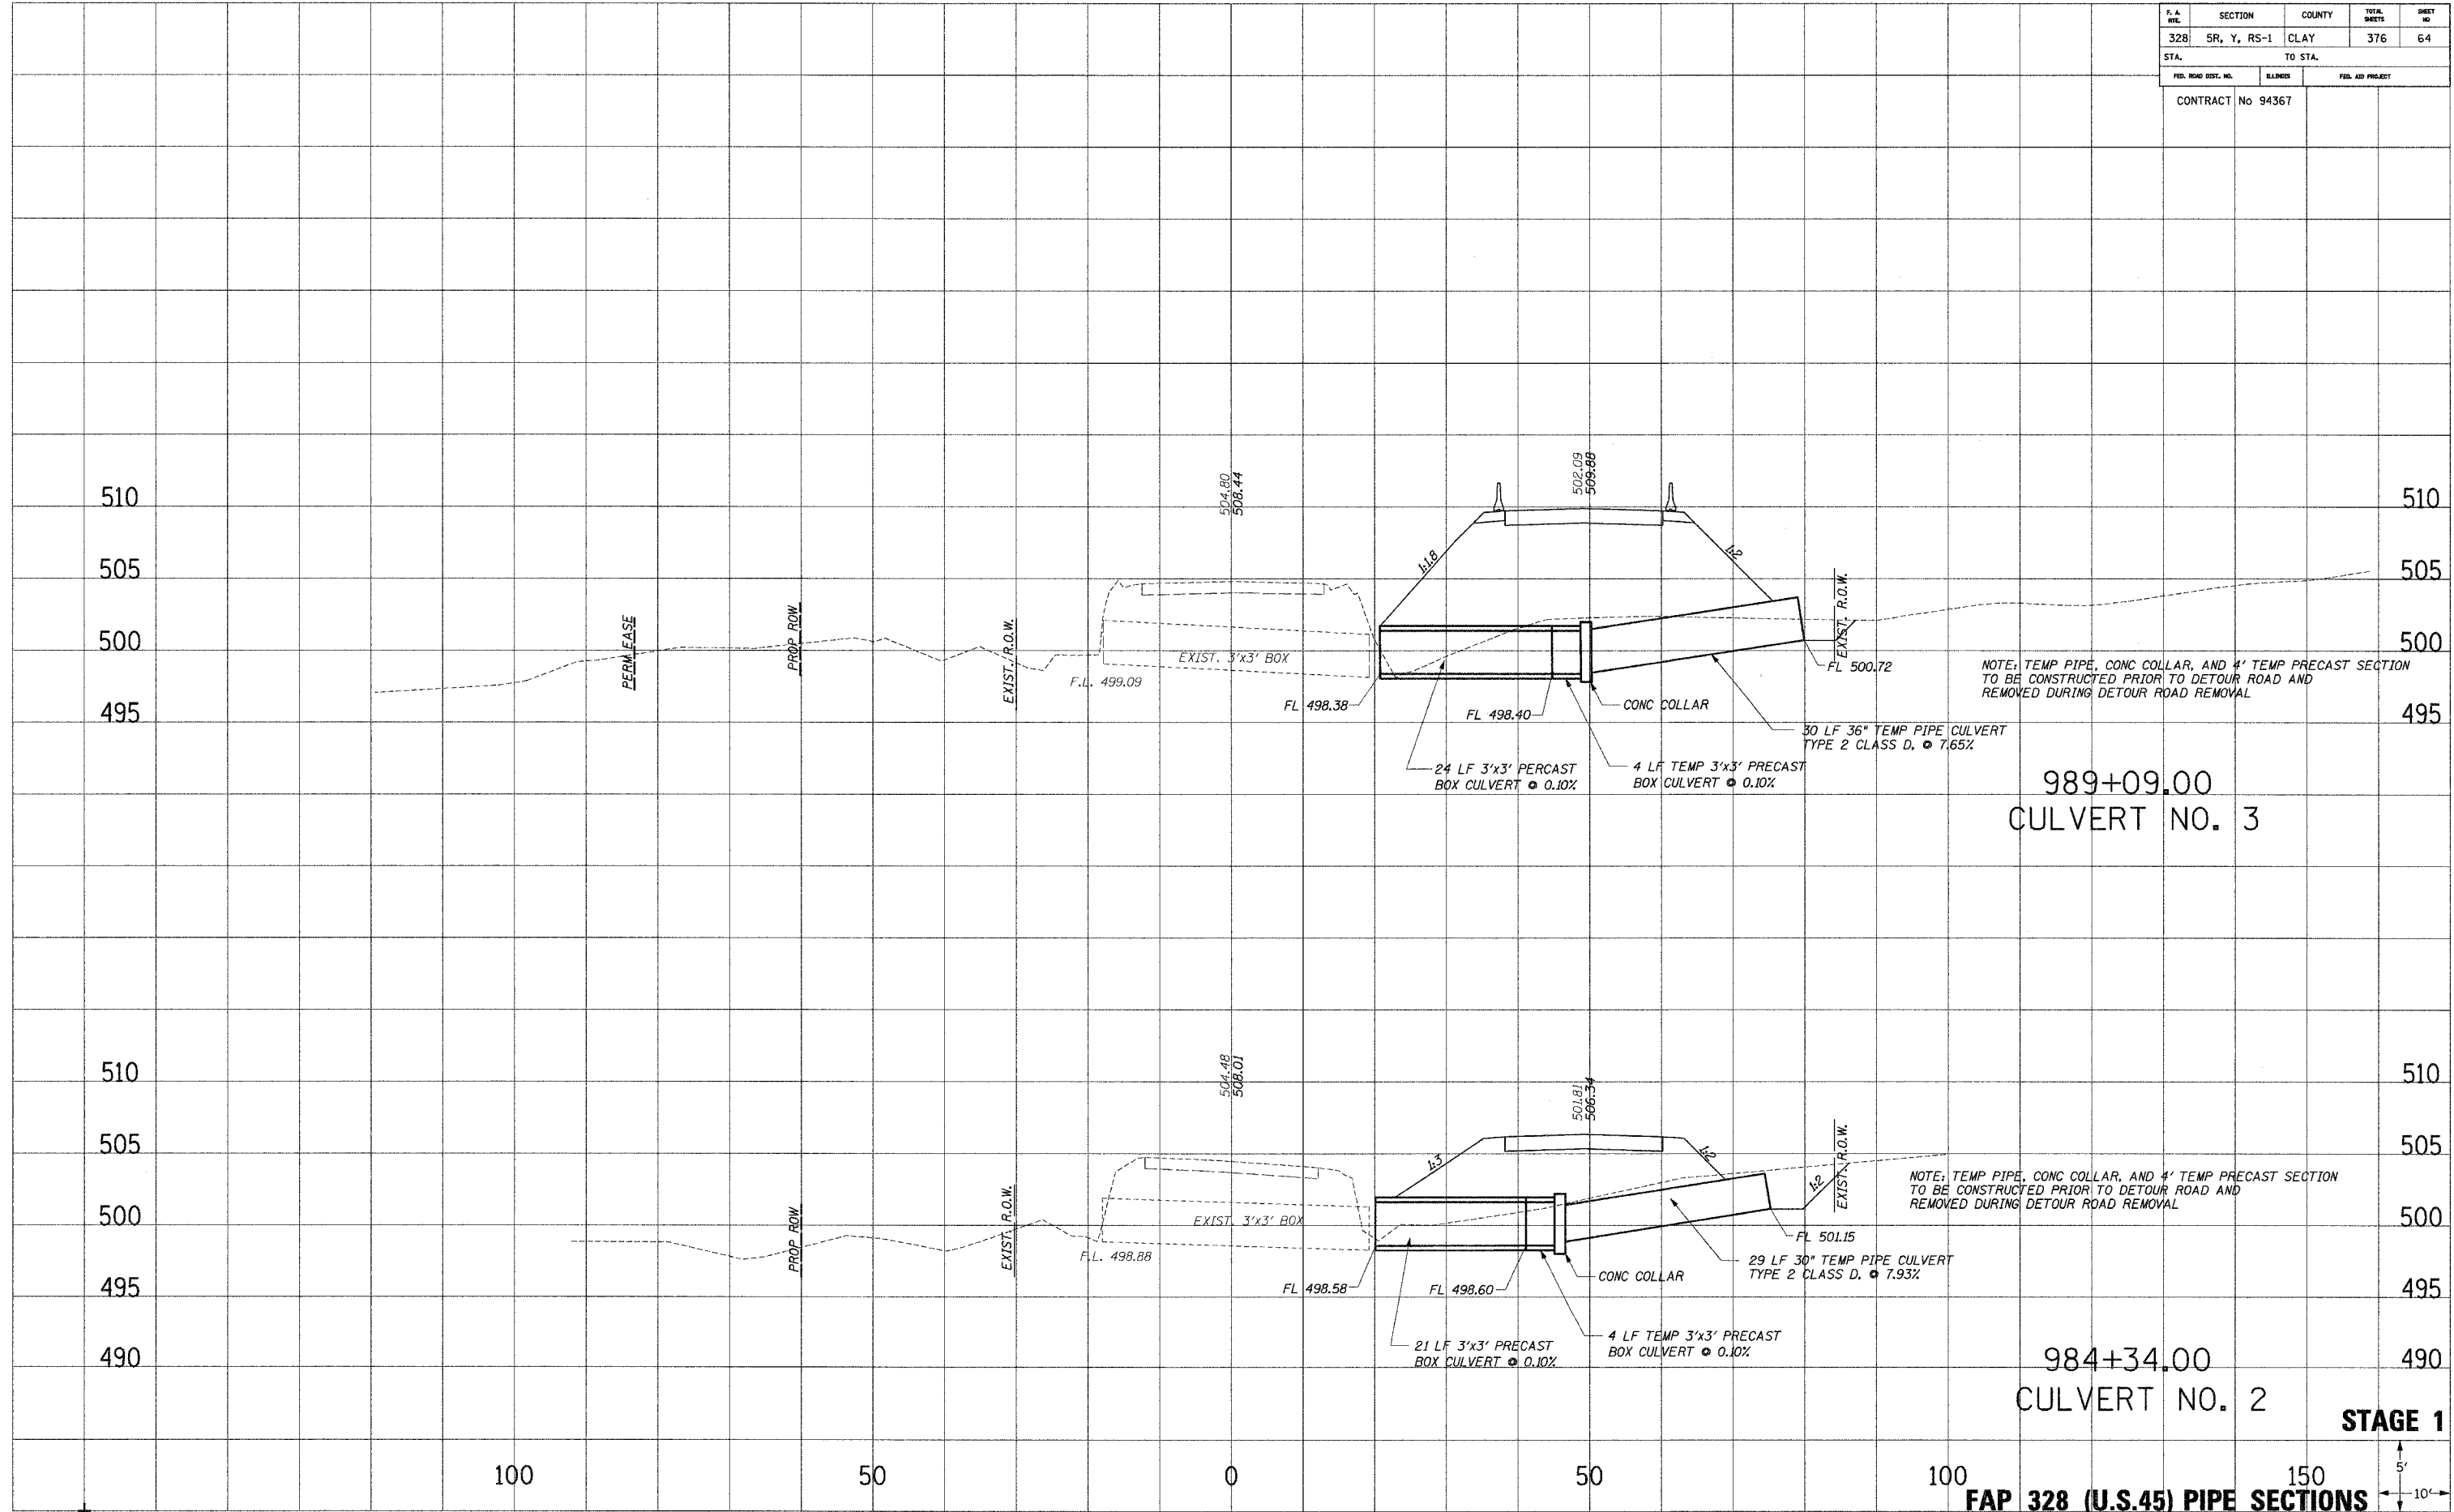 F. A. RTE. SECTION COUNTY TOTAL SHEETS SHEET NO
328 5R, Y, RS-1 CLAY 376 64
STA. TO STA.
FED. ROAD DIST. NO. ILLINOIS FED. AID PROJECT
CONTRACT No 94367
504.80
508.44
502.09
509.88
510 510
1:1.8
1:2
505 505
PERM EASE
PROP ROW
EXIST. R.O.W.
EXIST. R.O.W.
500 500
EXIST. 3'x3' BOX
F.L. 499.09
FL 500.72
NOTE: TEMP PIPE, CONC COLLAR, AND 4' TEMP PRECAST SECTION
TO BE CONSTRUCTED PRIOR TO DETOUR ROAD AND
REMOVED DURING DETOUR ROAD REMOVAL
495 495
FL 498.38
FL 498.40
CONC COLLAR
30 LF 36" TEMP PIPE CULVERT
TYPE 2 CLASS D. @ 7.65%
24 LF 3'x3' PERCAST
BOX CULVERT @ 0.10%
4 LF TEMP 3'x3' PRECAST
BOX CULVERT @ 0.10%
989+09.00
CULVERT NO. 3
504.48
508.01
501.81
506.34
510 510
505 505
1:3
1:2
1:2
EXIST. R.O.W.
NOTE: TEMP PIPE, CONC COLLAR, AND 4' TEMP PRECAST SECTION
TO BE CONSTRUCTED PRIOR TO DETOUR ROAD AND
REMOVED DURING DETOUR ROAD REMOVAL
500 500
PROP ROW
EXIST. R.O.W.
EXIST. 3'x3' BOX
F.L. 498.88
FL 501.15
29 LF 30" TEMP PIPE CULVERT
TYPE 2 CLASS D. @ 7.93%
CONC COLLAR
495 495
FL 498.58
FL 498.60
21 LF 3'x3' PRECAST
BOX CULVERT @ 0.10%
4 LF TEMP 3'x3' PRECAST
BOX CULVERT @ 0.10%
490 490
984+34.00
CULVERT NO. 2
STAGE 1
100 50 0 50 100 150
5'
10'
FAP 328 (U.S.45) PIPE SECTIONS